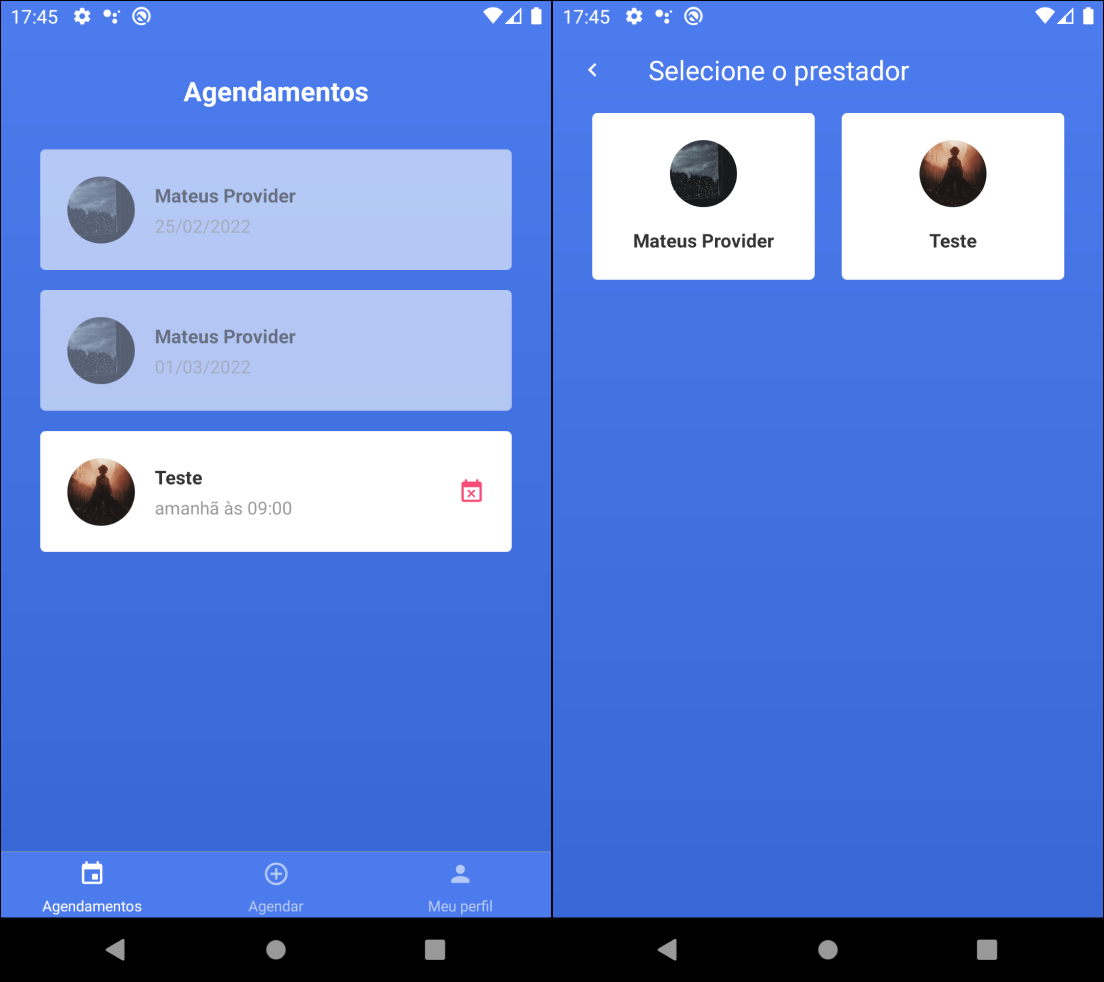 17:45
Agendamentos
Mateus Provider
25/02/2022
Mateus Provider
01/03/2022
Teste
amanhã às 09:00
Agendamentos
Agendar
Meu perfil
17:45
Selecione o prestador
Mateus Provider
Teste